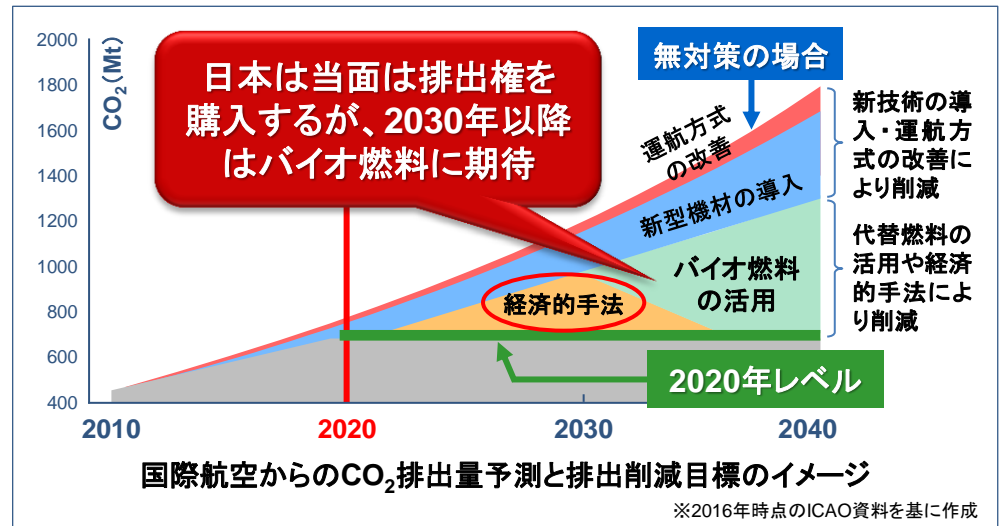 2000
1800
1600
1400
1200
1000
800
600
400
CO₂(Mt)
日本は当面は排出権を
購入するが、2030年以降
はバイオ燃料に期待
無対策の場合
運航方式
の改善
新型機材の導入
バイオ燃料
の活用
経済的手法
2020年レベル
新技術の導
入・運航方
式の改善に
より削減
代替燃料の
活用や経済
的手法によ
り削減
2010
2020
2030
2040
国際航空からのCO₂排出量予測と排出削減目標のイメージ
※2016年時点のICAO資料を基に作成